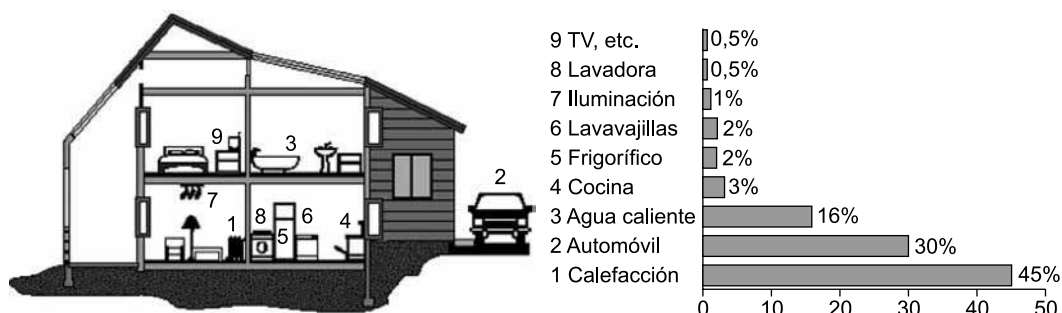 9
3
7
1
8
5
6
4
2
9 TV, etc.
0,5%
8 Lavadora
0,5%
7 Iluminación
1%
6 Lavavajillas
2%
5 Frigorífico
2%
4 Cocina
3%
3 Agua caliente
16%
2 Automóvil
30%
1 Calefacción
45%
0 10 20 30 40 50